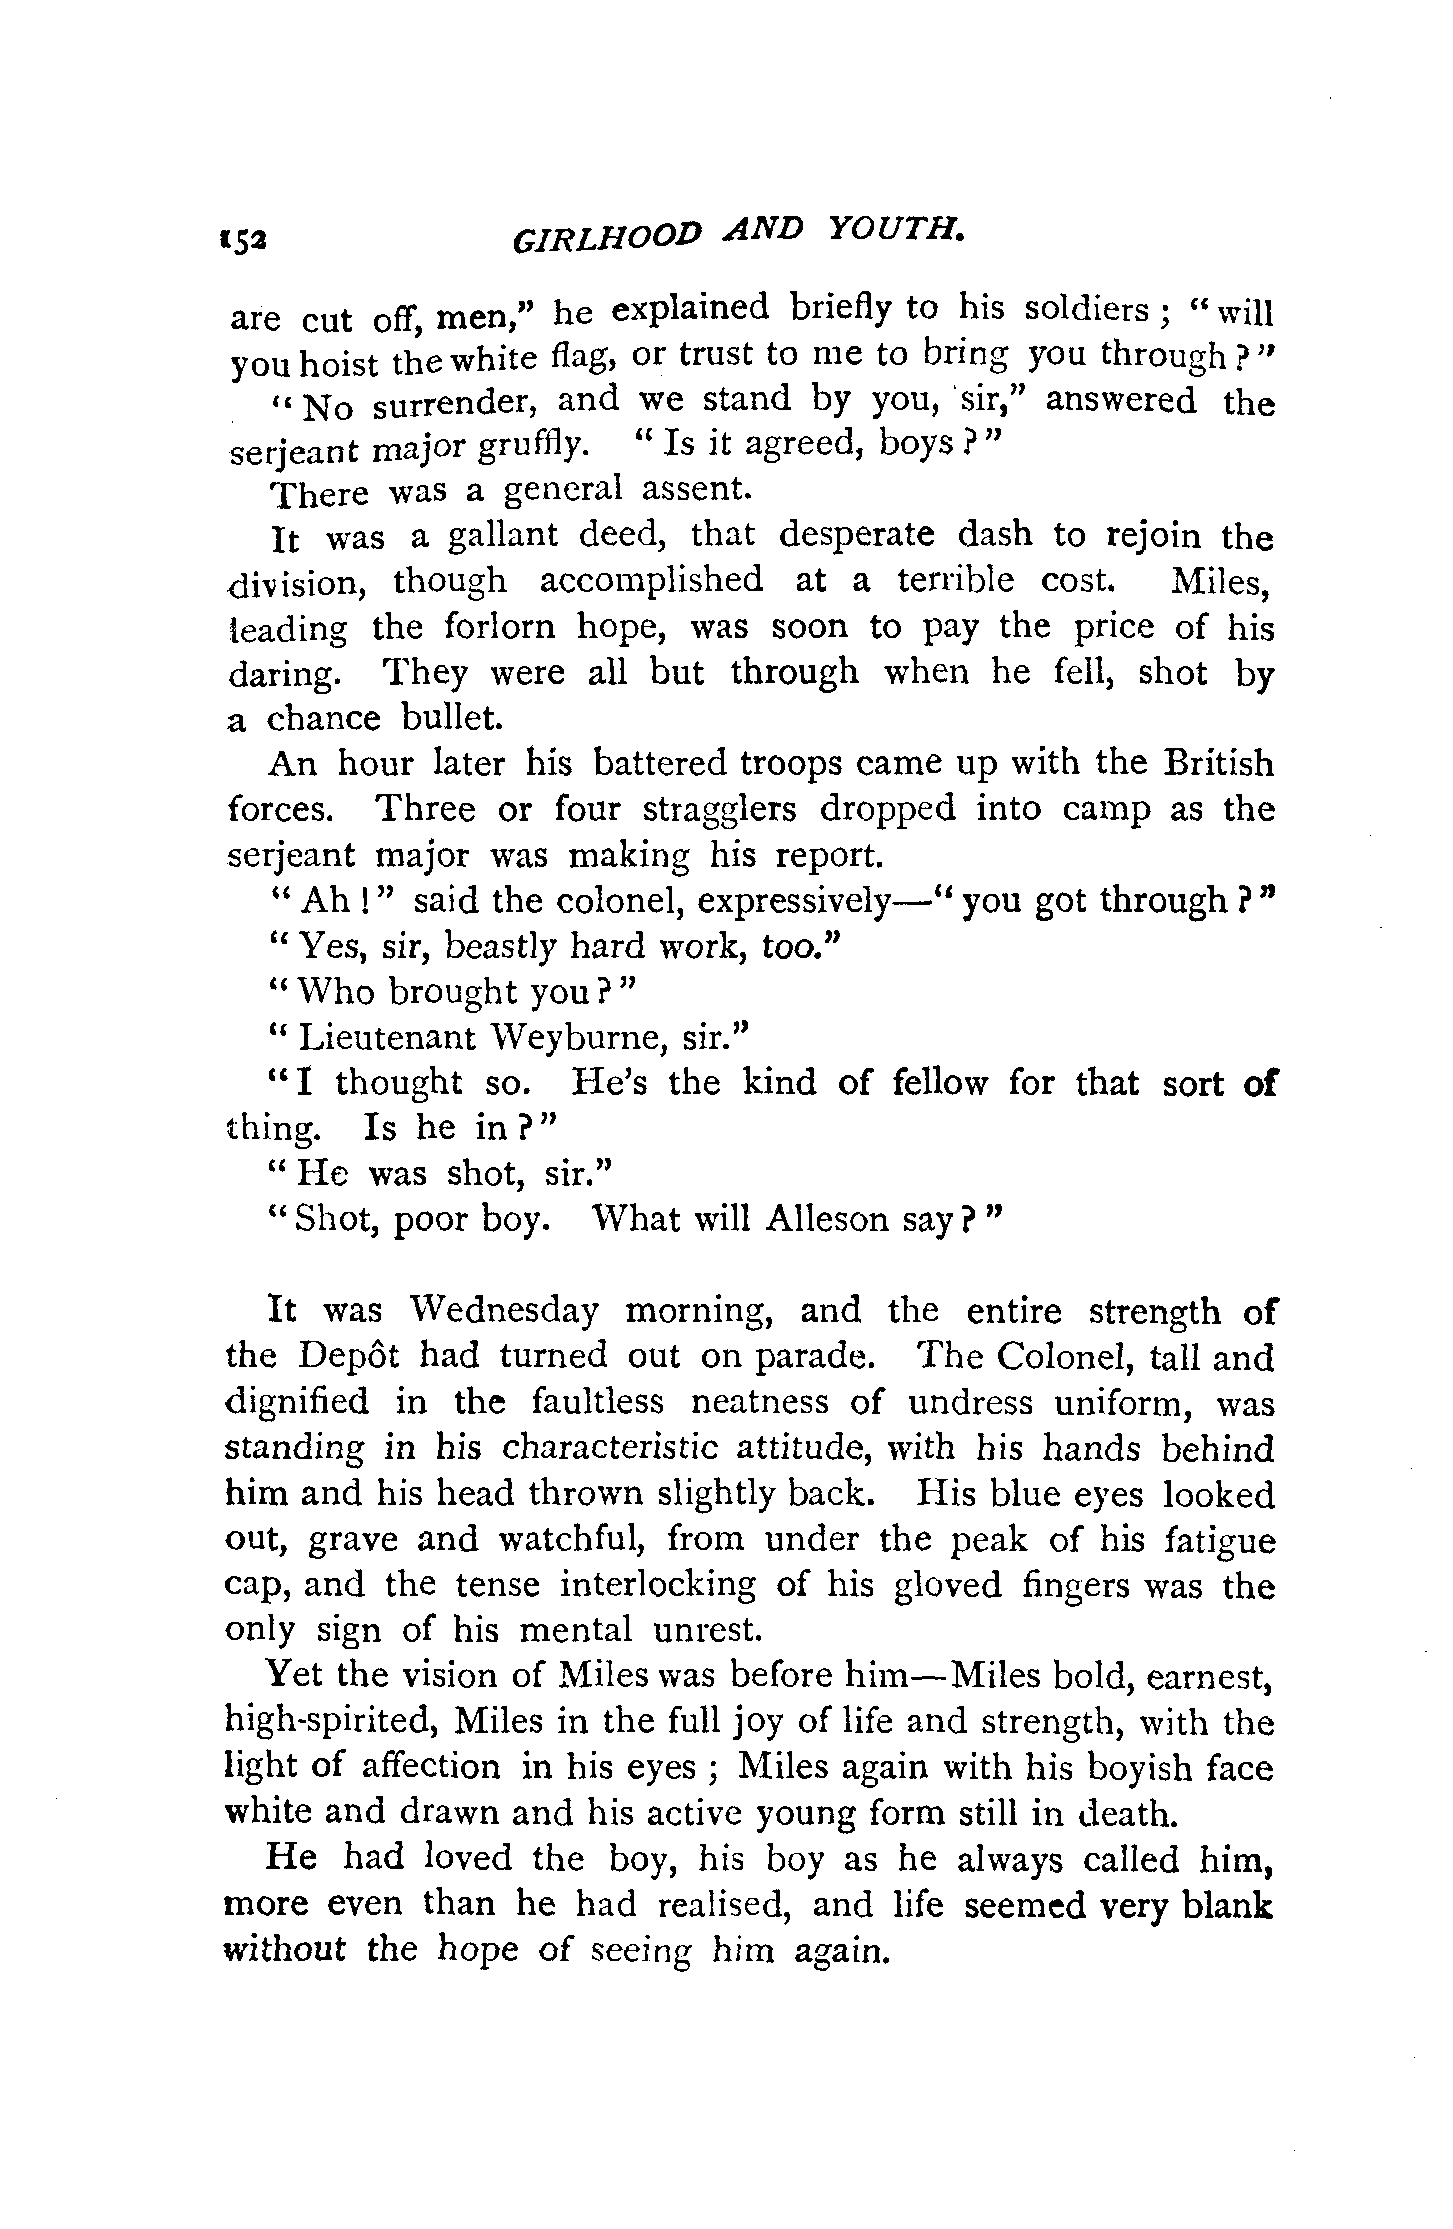 152 GIRLHOOD AND YOUTH.
are cut off, men,” he explained briefly to his soldiers ; “ will
you hoist the white flag, or trust to me to bring you through ? ”
“ No surrender, and we stand by you, sir,” answered the
serjeant major gruffly. “ Is it agreed, boys ? ”
There was a general assent.
It was a gallant deed, that desperate dash to rejoin the
division, though accomplished at a terrible cost. Miles,
leading the forlorn hope, was soon to pay the price of his
daring. They were all but through when he fell, shot by
a chance bullet.
An hour later his battered troops came up with the British
forces. Three or four stragglers dropped into camp as the
serjeant major was making his report.
“ Ah ! ” said the colonel, expressively—“ you got through ? ”
“ Yes, sir, beastly hard work, too.”
“ Who brought you ? ”
“ Lieutenant Weyburne, sir.”
“ I thought so. He’s the kind of fellow for that sort of
thing. Is he in ? ”
“ He was shot, sir.”
“ Shot, poor boy. What will Alleson say ? ”
It was Wednesday morning, and the entire strength of
the Depôt had turned out on parade. The Colonel, tall and
dignified in the faultless neatness of undress uniform, was
standing in his characteristic attitude, with his hands behind
him and his head thrown slightly back. His blue eyes looked
out, grave and watchful, from under the peak of his fatigue
cap, and the tense interlocking of his gloved fingers was the
only sign of his mental unrest.
Yet the vision of Miles was before him—Miles bold, earnest,
high-spirited, Miles in the full joy of life and strength, with the
light of affection in his eyes ; Miles again with his boyish face
white and drawn and his active young form still in death.
He had loved the boy, his boy as he always called him,
more even than he had realised, and life seemed very blank
without the hope of seeing him again.